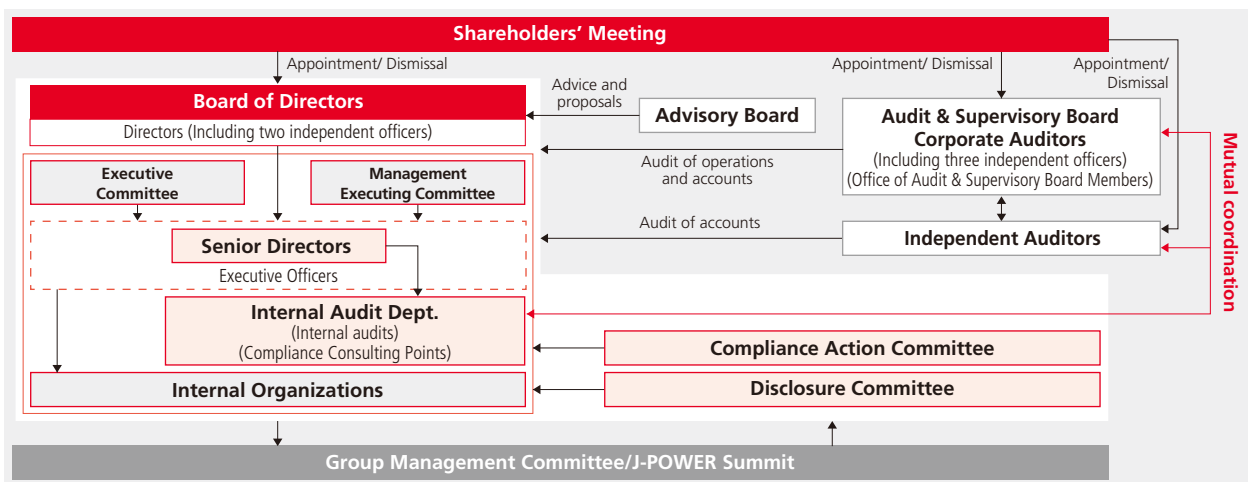 Shareholders' Meeting
Appointment/ Dismissal
Appointment/ Dismissal
Appointment/
Dismissal
Board of Directors
Directors (Including two independent officers)
Advice and
proposals
Advisory Board
Audit & Supervisory Board
Corporate Auditors
(Including three independent officers)
(Office of Audit & Supervisory Board Members)
Mutual coordination
Executive
Committee
Management
Executing Committee
Audit of operations
and accounts
Senior Directors
Executive Officers
Audit of accounts
Independent Auditors
Internal Audit Dept.
(Internal audits)
(Compliance Consulting Points)
Compliance Action Committee
Internal Organizations
Disclosure Committee
Group Management Committee/J-POWER Summit